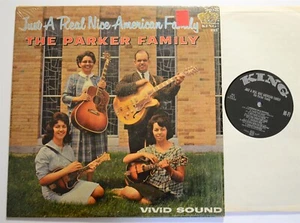 Just A Real Nice American Family
THE PARKER FAMILY
VIVID SOUND
KING